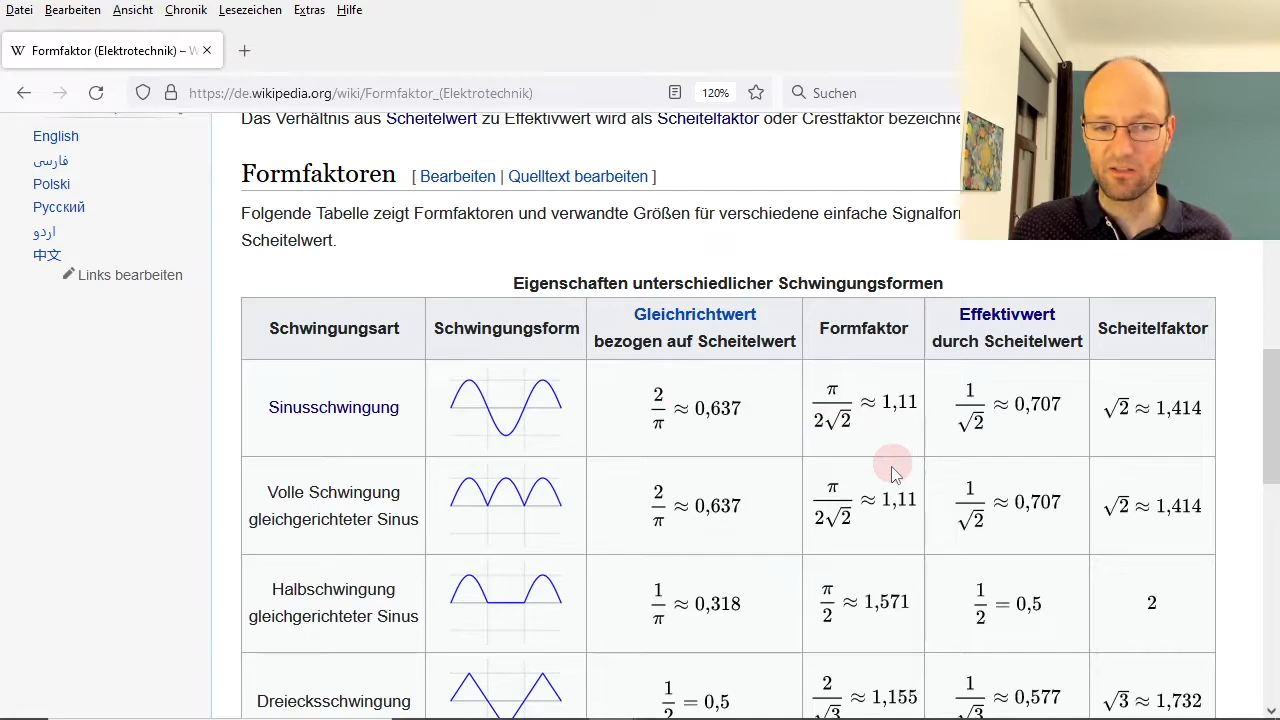 Datei Bearbeiten Ansicht Chronik Lesezeichen Extras Hilfe
W Formfaktor (Elektrotechnik) – W
https://de.wikipedia.org/wiki/Formfaktor_(Elektrotechnik) 120% Suchen
Das Verhältnis aus Scheitelwert zu Effektivwert wird als Scheitelfaktor oder Crestfaktor bezeichne
English
فارسی
Polski
Русский
اردو
中文
Links bearbeiten
Formfaktoren [ Bearbeiten | Quelltext bearbeiten ]
Folgende Tabelle zeigt Formfaktoren und verwandte Größen für verschiedene einfache Signalfor
Scheitelwert.
Eigenschaften unterschiedlicher Schwingungsformen
Schwingungsart Schwingungsform Gleichrichtwert bezogen auf Scheitelwert Formfaktor Effektivwert durch Scheitelwert Scheitelfaktor
Sinusschwingung 2/π ≈ 0,637 π/2√2 ≈ 1,11 1/√2 ≈ 0,707 √2 ≈ 1,414
Volle Schwingung gleichgerichteter Sinus 2/π ≈ 0,637 π/2√2 ≈ 1,11 1/√2 ≈ 0,707 √2 ≈ 1,414
Halbschwingung gleichgerichteter Sinus 1/π ≈ 0,318 π/2 ≈ 1,571 1/2 = 0,5 2
Dreiecksschwingung 1/2 = 0,5 2/√3 ≈ 1,155 1/√3 ≈ 0,577 √3 ≈ 1,732